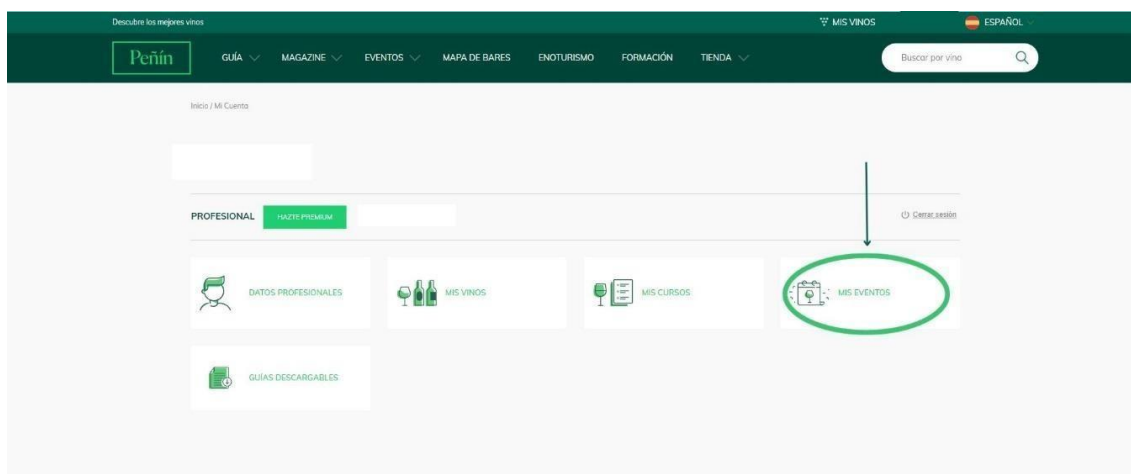 Descubre los mejores vinos
MIS VINOS
ESPAÑOL
Peñín
GUÍA
MAGAZINE
EVENTOS
MAPA DE BARES
ENOTURISMO
FORMACIÓN
TIENDA
Buscar por vino
Inicio / Mi Cuenta
PROFESIONAL
HAZTE PREMIUM
Cerrar sesión
DATOS PROFESIONALES
MIS VINOS
MIS CURSOS
MIS EVENTOS
GUÍAS DESCARGABLES